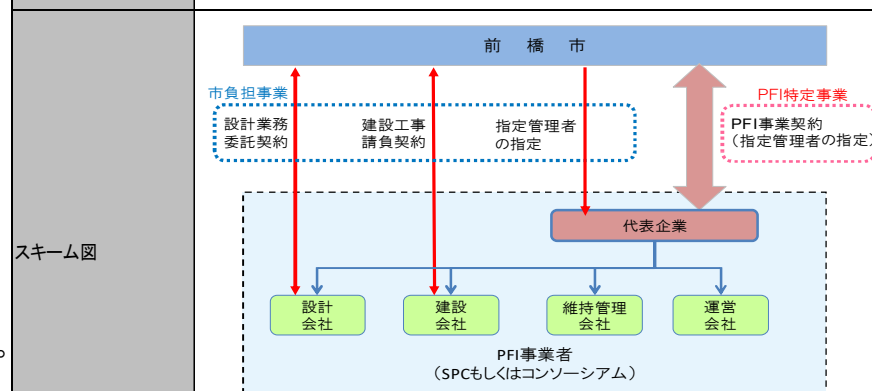 前 橋 市
市負担事業
PFI特定事業
設計業務
委託契約
建設工事
請負契約
指定管理者
の指定
PFI事業契約
（指定管理者の指定）
代表企業
スキーム図
設計
会社
建設
会社
維持管理
会社
運営
会社
PFI事業者
（SPCもしくはコンソーシアム）
。